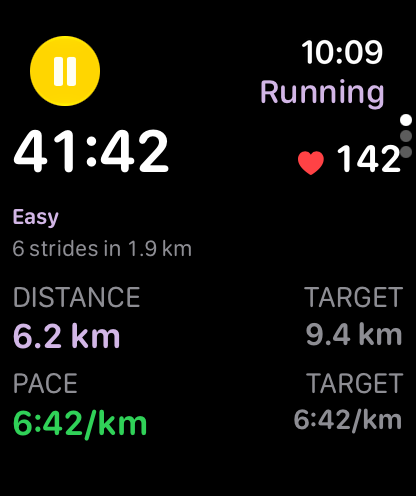 10:09
Running
41:42
142
Easy
6 strides in 1.9 km
DISTANCE TARGET
6.2 km 9.4 km
PACE TARGET
6:42/km 6:42/km